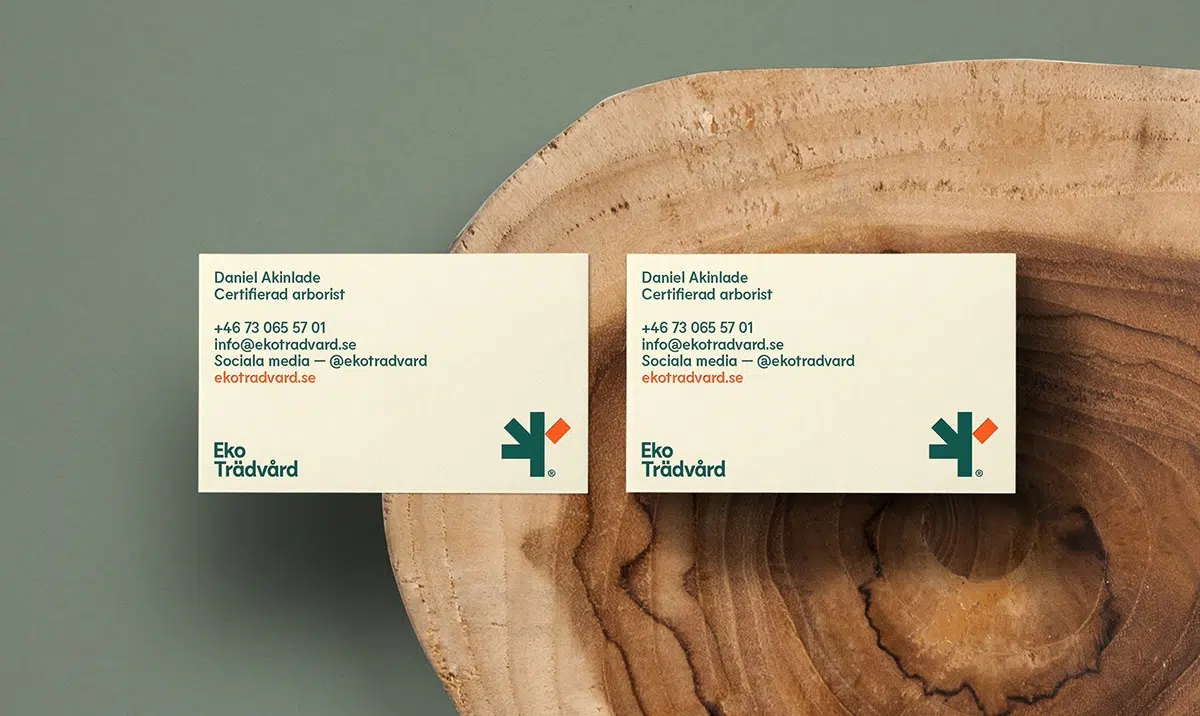 Daniel Akinlade
Certifierad arborist
+46 73 065 57 01
info@ekotradvard.se
Sociala media — @ekotradvard
ekotradvard.se
Eko
Trädvård
®
Daniel Akinlade
Certifierad arborist
+46 73 065 57 01
info@ekotradvard.se
Sociala media — @ekotradvard
ekotradvard.se
Eko
Trädvård
®